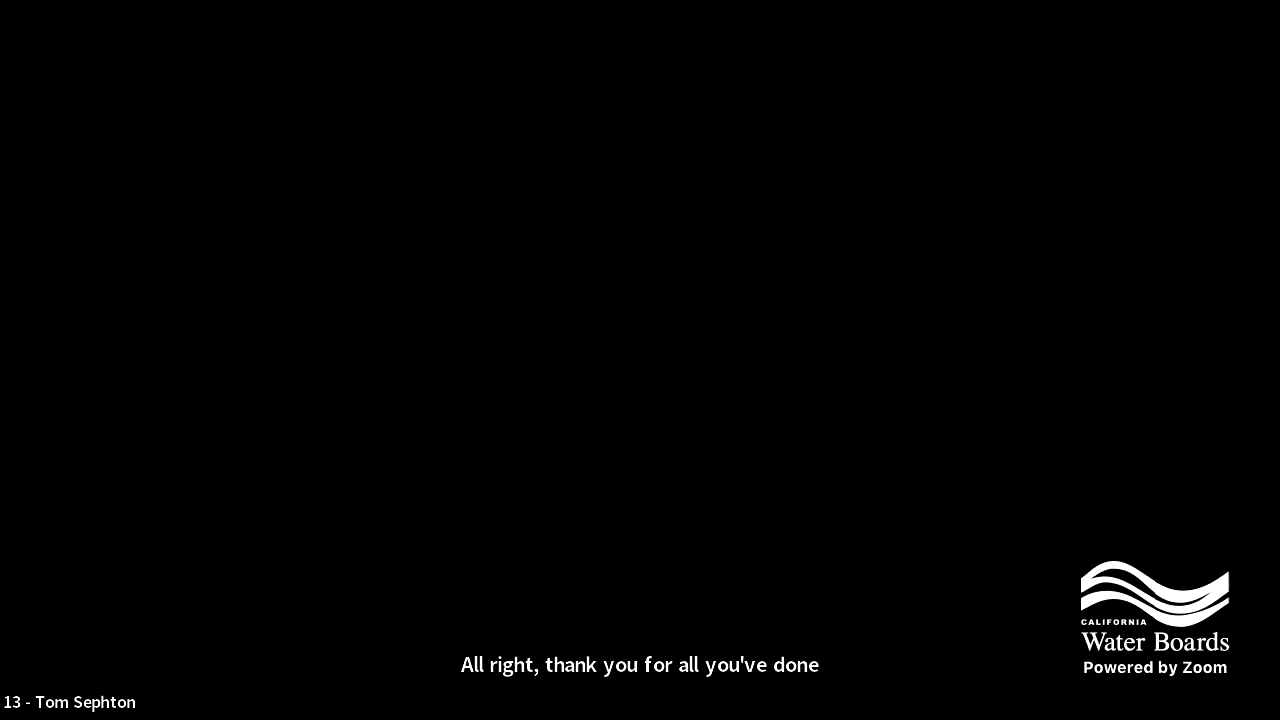 CALIFORNIA
Water Boards
All right, thank you for all you've done
Powered by Zoom
13 - Tom Sephton